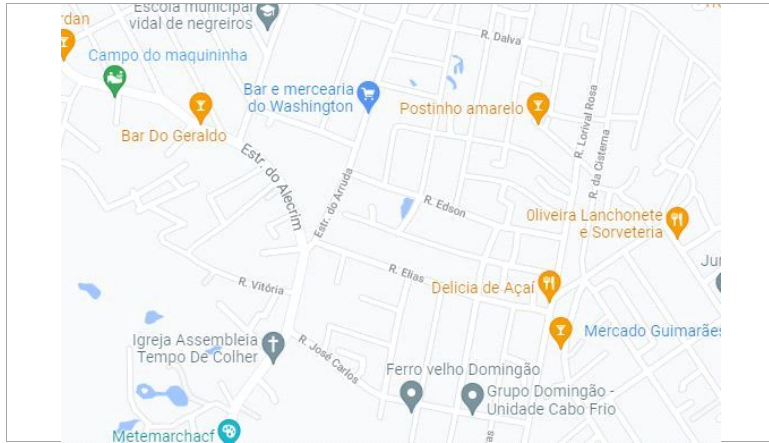 Escola municipal
vidal de negreiros
rdan
R. Dalva
Campo do maquininha
Bar e mercearia
do Washington
Postinho amarelo
Bar Do Geraldo
R. Lorival Rosa
R. da Cisterna
Estr. do Alecrim
Estr. do Arruda
R. Edson
Oliveira Lanchonete
e Sorveteria
Jur
R. Elias
R. Vitória
Delicia de Açaí
Igreja Assembleia
Tempo De Colher
Mercado Guimarães
R. José Carlos
Ferro velho Domingão
Grupo Domingão -
Unidade Cabo Frio
as
Metemarchacf